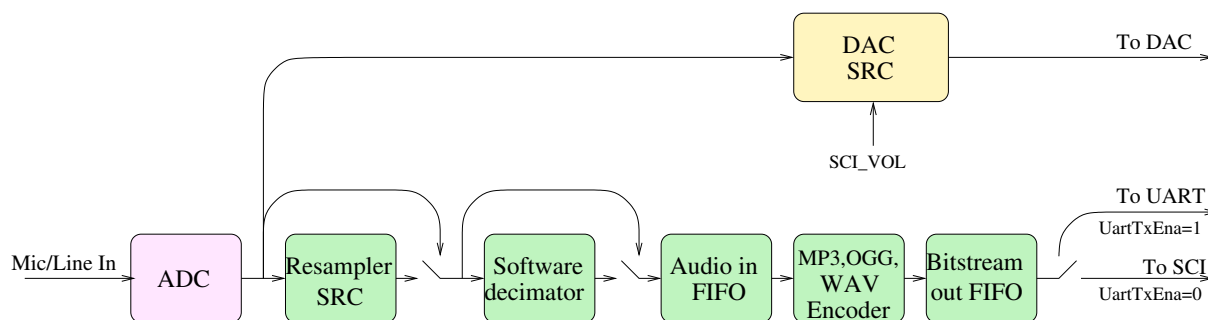 DAC
SRC
To DAC
SCI_VOL
To UART
UartTxEna=1
Mic/Line In
ADC
Resampler
SRC
Software
decimator
Audio in
FIFO
MP3,OGG,
WAV
Encoder
Bitstream
out FIFO
To SCI
UartTxEna=0